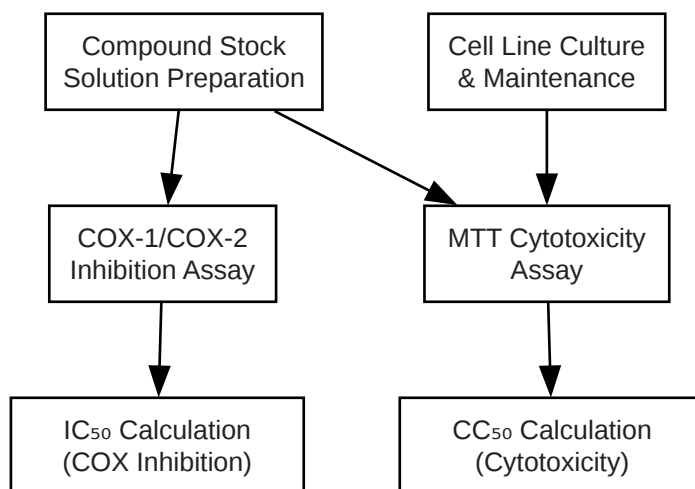 Compound Stock
Solution Preparation
Cell Line Culture
& Maintenance
COX-1/COX-2
Inhibition Assay
MTT Cytotoxicity
Assay
IC₅₀ Calculation
(COX Inhibition)
CC₅₀ Calculation
(Cytotoxicity)